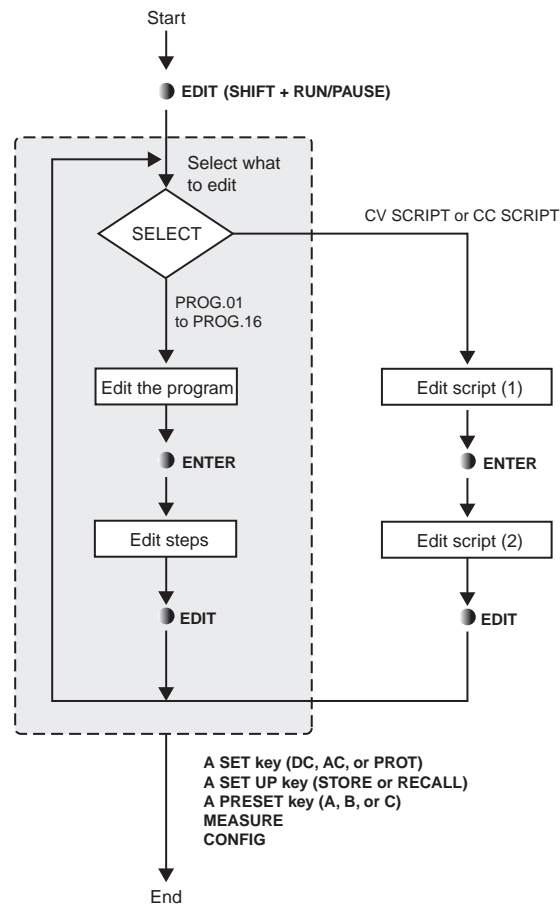 Start
EDIT (SHIFT + RUN/PAUSE)
Select what
to edit
SELECT
CV SCRIPT or CC SCRIPT
PROG.01
to PROG.16
Edit the program
Edit script (1)
ENTER
ENTER
Edit steps
Edit script (2)
EDIT
EDIT
A SET key (DC, AC, or PROT)
A SET UP key (STORE or RECALL)
A PRESET key (A, B, or C)
MEASURE
CONFIG
End